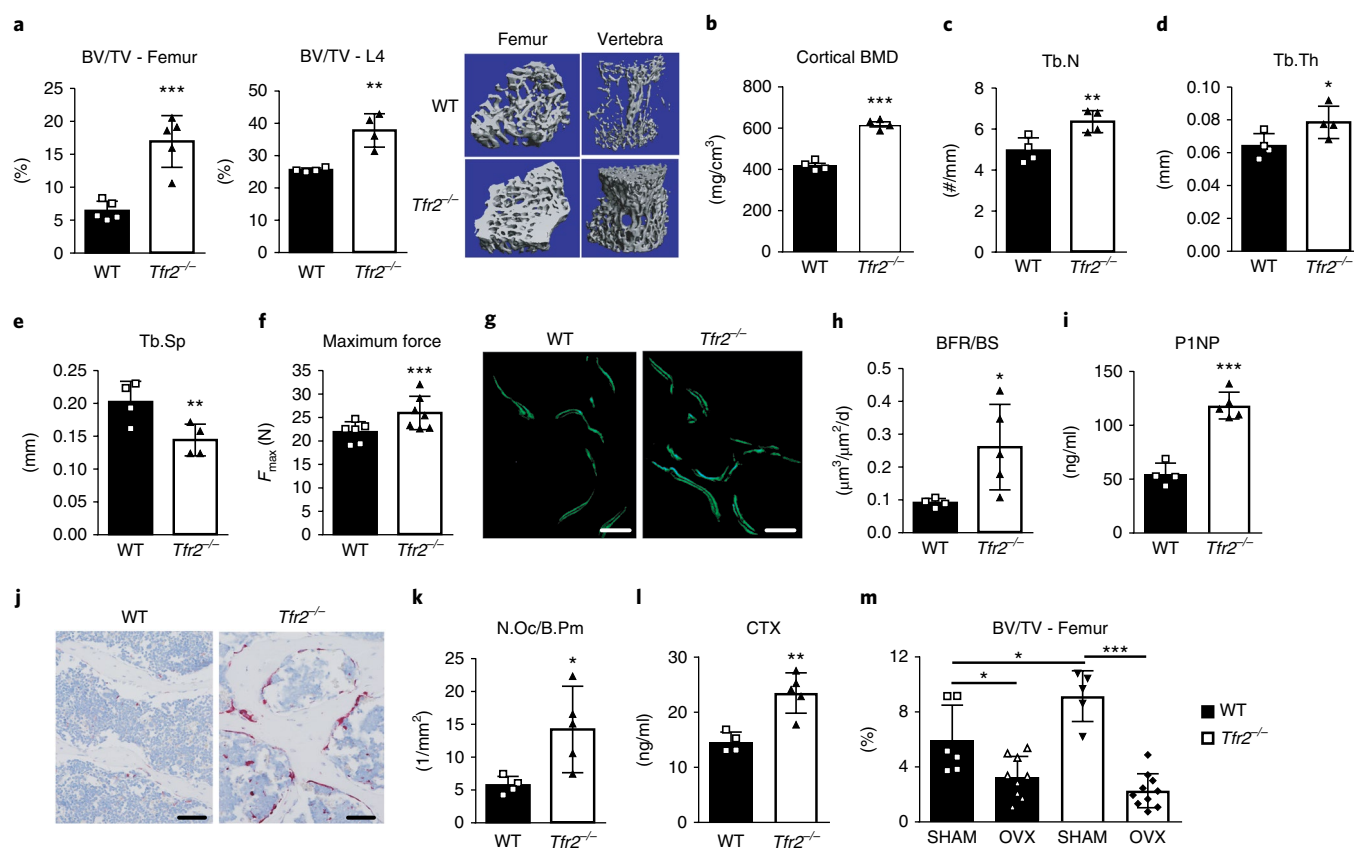 a
BV/TV - Femur
(%)
25
20
15
10
5
0
***
WT
Tfr2–/–
BV/TV - L4
(%)
50
40
30
20
10
0
**
WT
Tfr2–/–
Femur
Vertebra
WT
Tfr2–/–
b
Cortical BMD
(mg/cm3)
800
600
400
200
0
***
WT
Tfr2–/–
c
Tb.N
(#/mm)
8
6
4
2
0
**
WT
Tfr2–/–
d
Tb.Th
(mm)
0.10
0.08
0.06
0.04
0.02
0.00
*
WT
Tfr2–/–
e
Tb.Sp
(mm)
0.25
0.20
0.15
0.10
0.05
0.00
**
WT
Tfr2–/–
f
Maximum force
Fmax (N)
35
30
25
20
15
10
5
0
***
WT
Tfr2–/–
g
WT
Tfr2–/–
h
BFR/BS
(μm3/μm2/d)
0.5
0.4
0.3
0.2
0.1
0.0
*
WT
Tfr2–/–
i
P1NP
(ng/ml)
150
100
50
0
***
WT
Tfr2–/–
j
WT
Tfr2–/–
k
N.Oc/B.Pm
(1/mm2)
25
20
15
10
5
0
*
WT
Tfr2–/–
l
CTX
(ng/ml)
30
20
10
0
**
WT
Tfr2–/–
m
BV/TV - Femur
(%)
12
8
4
0
*
*
***
SHAM
OVX
SHAM
OVX
WT
Tfr2–/–